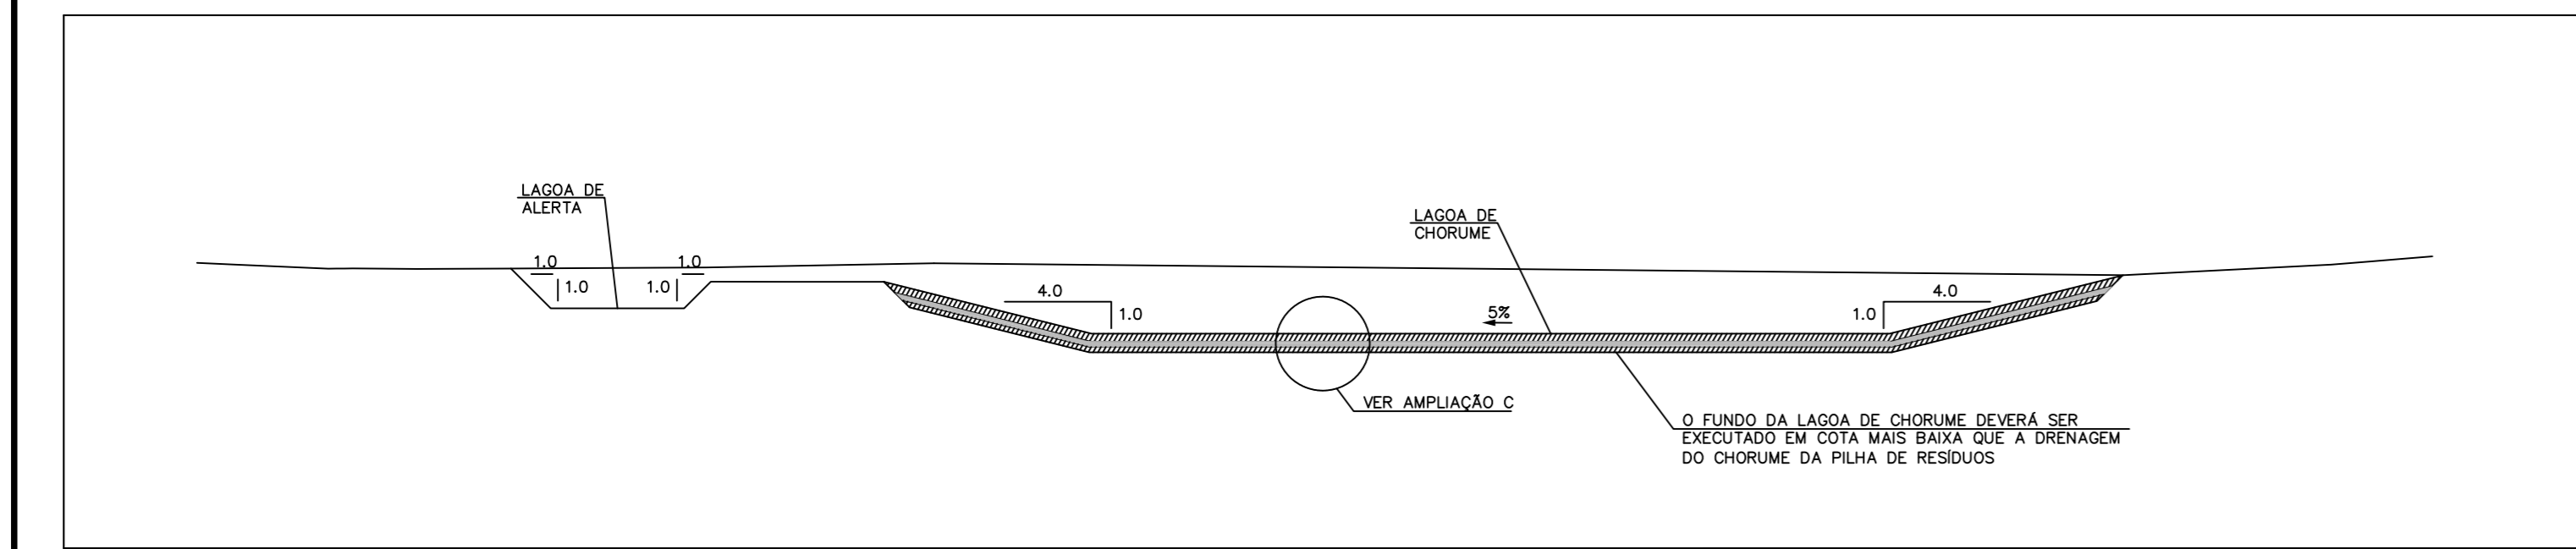 LAGOA DE
ALERTA
LAGOA DE
CHORUME
1.0
1.0
1.0
1.0
4.0
1.0
5%
4.0
1.0
VER AMPLIAÇÃO C
O FUNDO DA LAGOA DE CHORUME DEVERÁ SER
EXECUTADO EM COTA MAIS BAIXA QUE A DRENAGEM
DO CHORUME DA PILHA DE RESÍDUOS